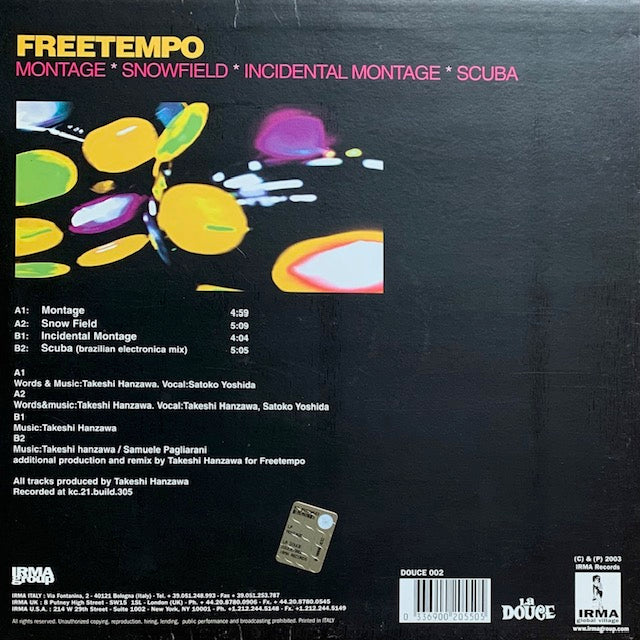 FREETEMPO
MONTAGE * SNOWFIELD * INCIDENTAL MONTAGE * SCUBA
A1: Montage 4:59
A2: Snow Field 5:09
B1: Incidental Montage 4:04
B2: Scuba (brazilian electronica mix) 5:05
A1
Words & Music:Takeshi Hanzawa. Vocal:Satoko Yoshida
A2
Words&music:Takeshi Hanzawa. Vocal:Takeshi Hanzawa, Satoko Yoshida
B1
Music:Takeshi Hanzawa.
B2
Music:Takeshi hanzawa / Samuele Pagliarani
additional production and remix by Takeshi Hanzawa for Freetempo
All tracks produced by Takeshi Hanzawa
Recorded at kc.21.build.305
IRMA
group
IRMA ITALY : Via Fontanina, 2 - 40121 Bologna (Italy) - Tel. + 39.051.248.993 - Fax + 39.051.253.787
IRMA UK : 8 Putney High Street - SW15 1SL - London (UK) - Ph. + 44.20.8780.0906 - Fx. + 44.20.8780.0545
IRMA U.S.A. : 214 W 29th Street - Suite 1002 - New York, NY 10001 - Ph. +1.212.244.5148 - Fx. +1.212.244.5149
All rights reserved. Unauthorized copying, reproduction, hiring, lending, public performance and broadcasting prohibited. Printed in ITALY
DOUCE 002
0 336900 205505
La
DOUCE
(C) & (P) 2003
IRMA Records
IRMA
global village
www.irmagroup.com